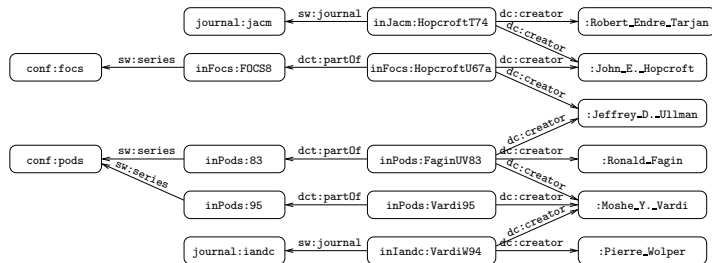 journal:jacm sw:journal inJacm:HopcroftT74 dc:creator :Robert_Endre_Tarjan
dc:creator
conf:focs sw:series inFocs:FOCS8 dct:partOf inFocs:HopcroftU67a dc:creator :John_E._Hopcroft
dc:creator
:Jeffrey_D._Ullman
dc:creator
conf:pods sw:series inPods:83 dct:partOf inPods:FaginUV83 dc:creator :Ronald_Fagin
sw:series
dc:creator
inPods:95 dct:partOf inPods:Vardi95 dc:creator :Moshe_Y._Vardi
dc:creator
journal:iandc sw:journal inIandc:VardiW94 dc:creator :Pierre_Wolper